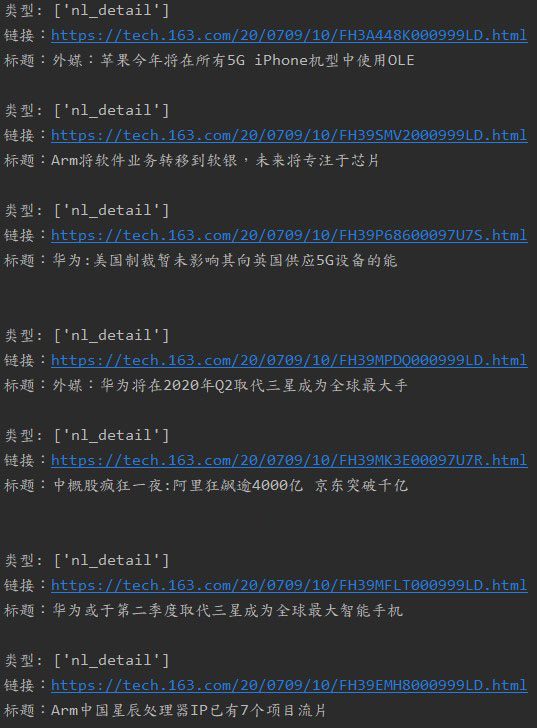 类型: ['nl_detail']
链接：https://tech.163.com/20/0709/10/FH3A448K000999LD.html
标题：外媒：苹果今年将在所有5G iPhone机型中使用OLE
类型: ['nl_detail']
链接：https://tech.163.com/20/0709/10/FH39SMV2000999LD.html
标题：Arm将软件业务转移到软银，未来将专注于芯片
类型: ['nl_detail']
链接：https://tech.163.com/20/0709/10/FH39P68600097U7S.html
标题：华为:美国制裁暂未影响其向英国供应5G设备的能
类型: ['nl_detail']
链接：https://tech.163.com/20/0709/10/FH39MPDQ000999LD.html
标题：外媒：华为将在2020年Q2取代三星成为全球最大手
类型: ['nl_detail']
链接：https://tech.163.com/20/0709/10/FH39MK3E00097U7R.html
标题：中概股疯狂一夜:阿里狂飙逾4000亿 京东突破千亿
类型: ['nl_detail']
链接：https://tech.163.com/20/0709/10/FH39MFLT000999LD.html
标题：华为或于第二季度取代三星成为全球最大智能手机
类型: ['nl_detail']
链接：https://tech.163.com/20/0709/10/FH39EMH8000999LD.html
标题：Arm中国星辰处理器IP已有7个项目流片